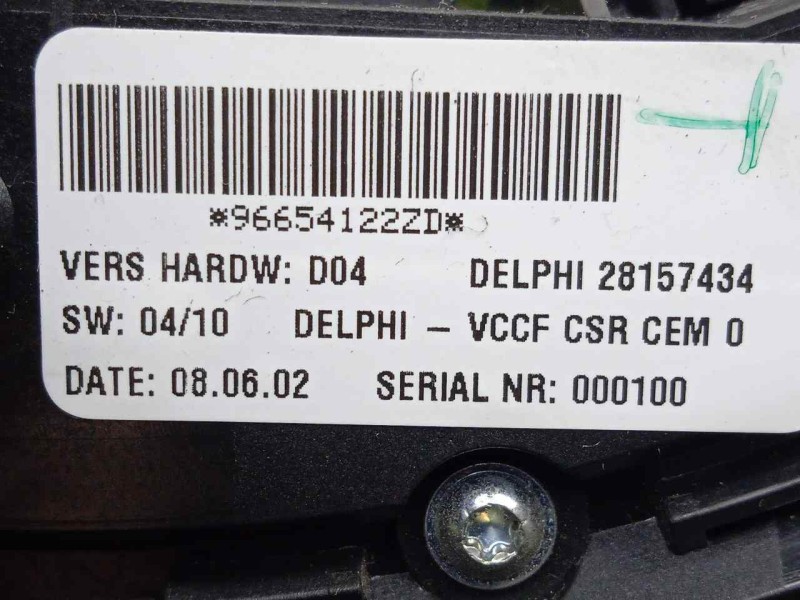 *96654122ZD*
VERS HARDW: D04 DELPHI 28157434
SW: 04/10 DELPHI – VCCF CSR CEM 0
DATE: 08.06.02 SERIAL NR: 000100